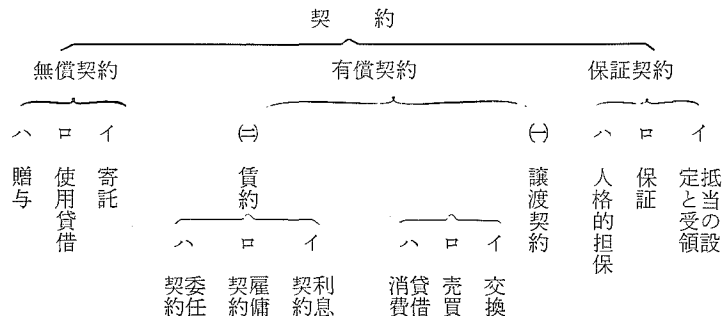 契約
無償契約
有償契約
保証契約
イ
抵当の設
定と受領
ロ
保証
ハ
人格的担保
㈠
譲渡契約
イ
交換
ロ
売買
ハ
貸借
消費
㈡
賃約
イ
利息
契約
ロ
雇傭
契約
ハ
委任
契約
イ
寄託
ロ
使用貸借
ハ
贈与